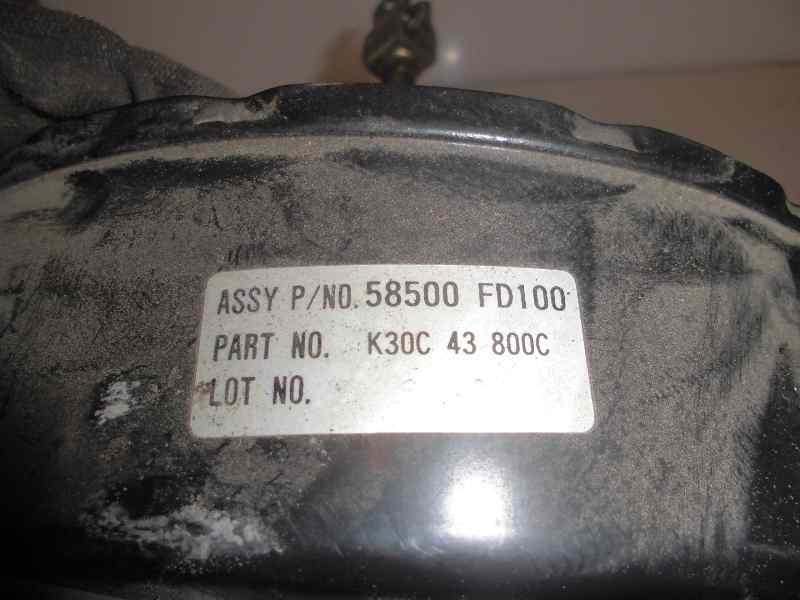 ASSY P/NO. 58500 FD100
PART NO. K30C 43 800C
LOT NO.